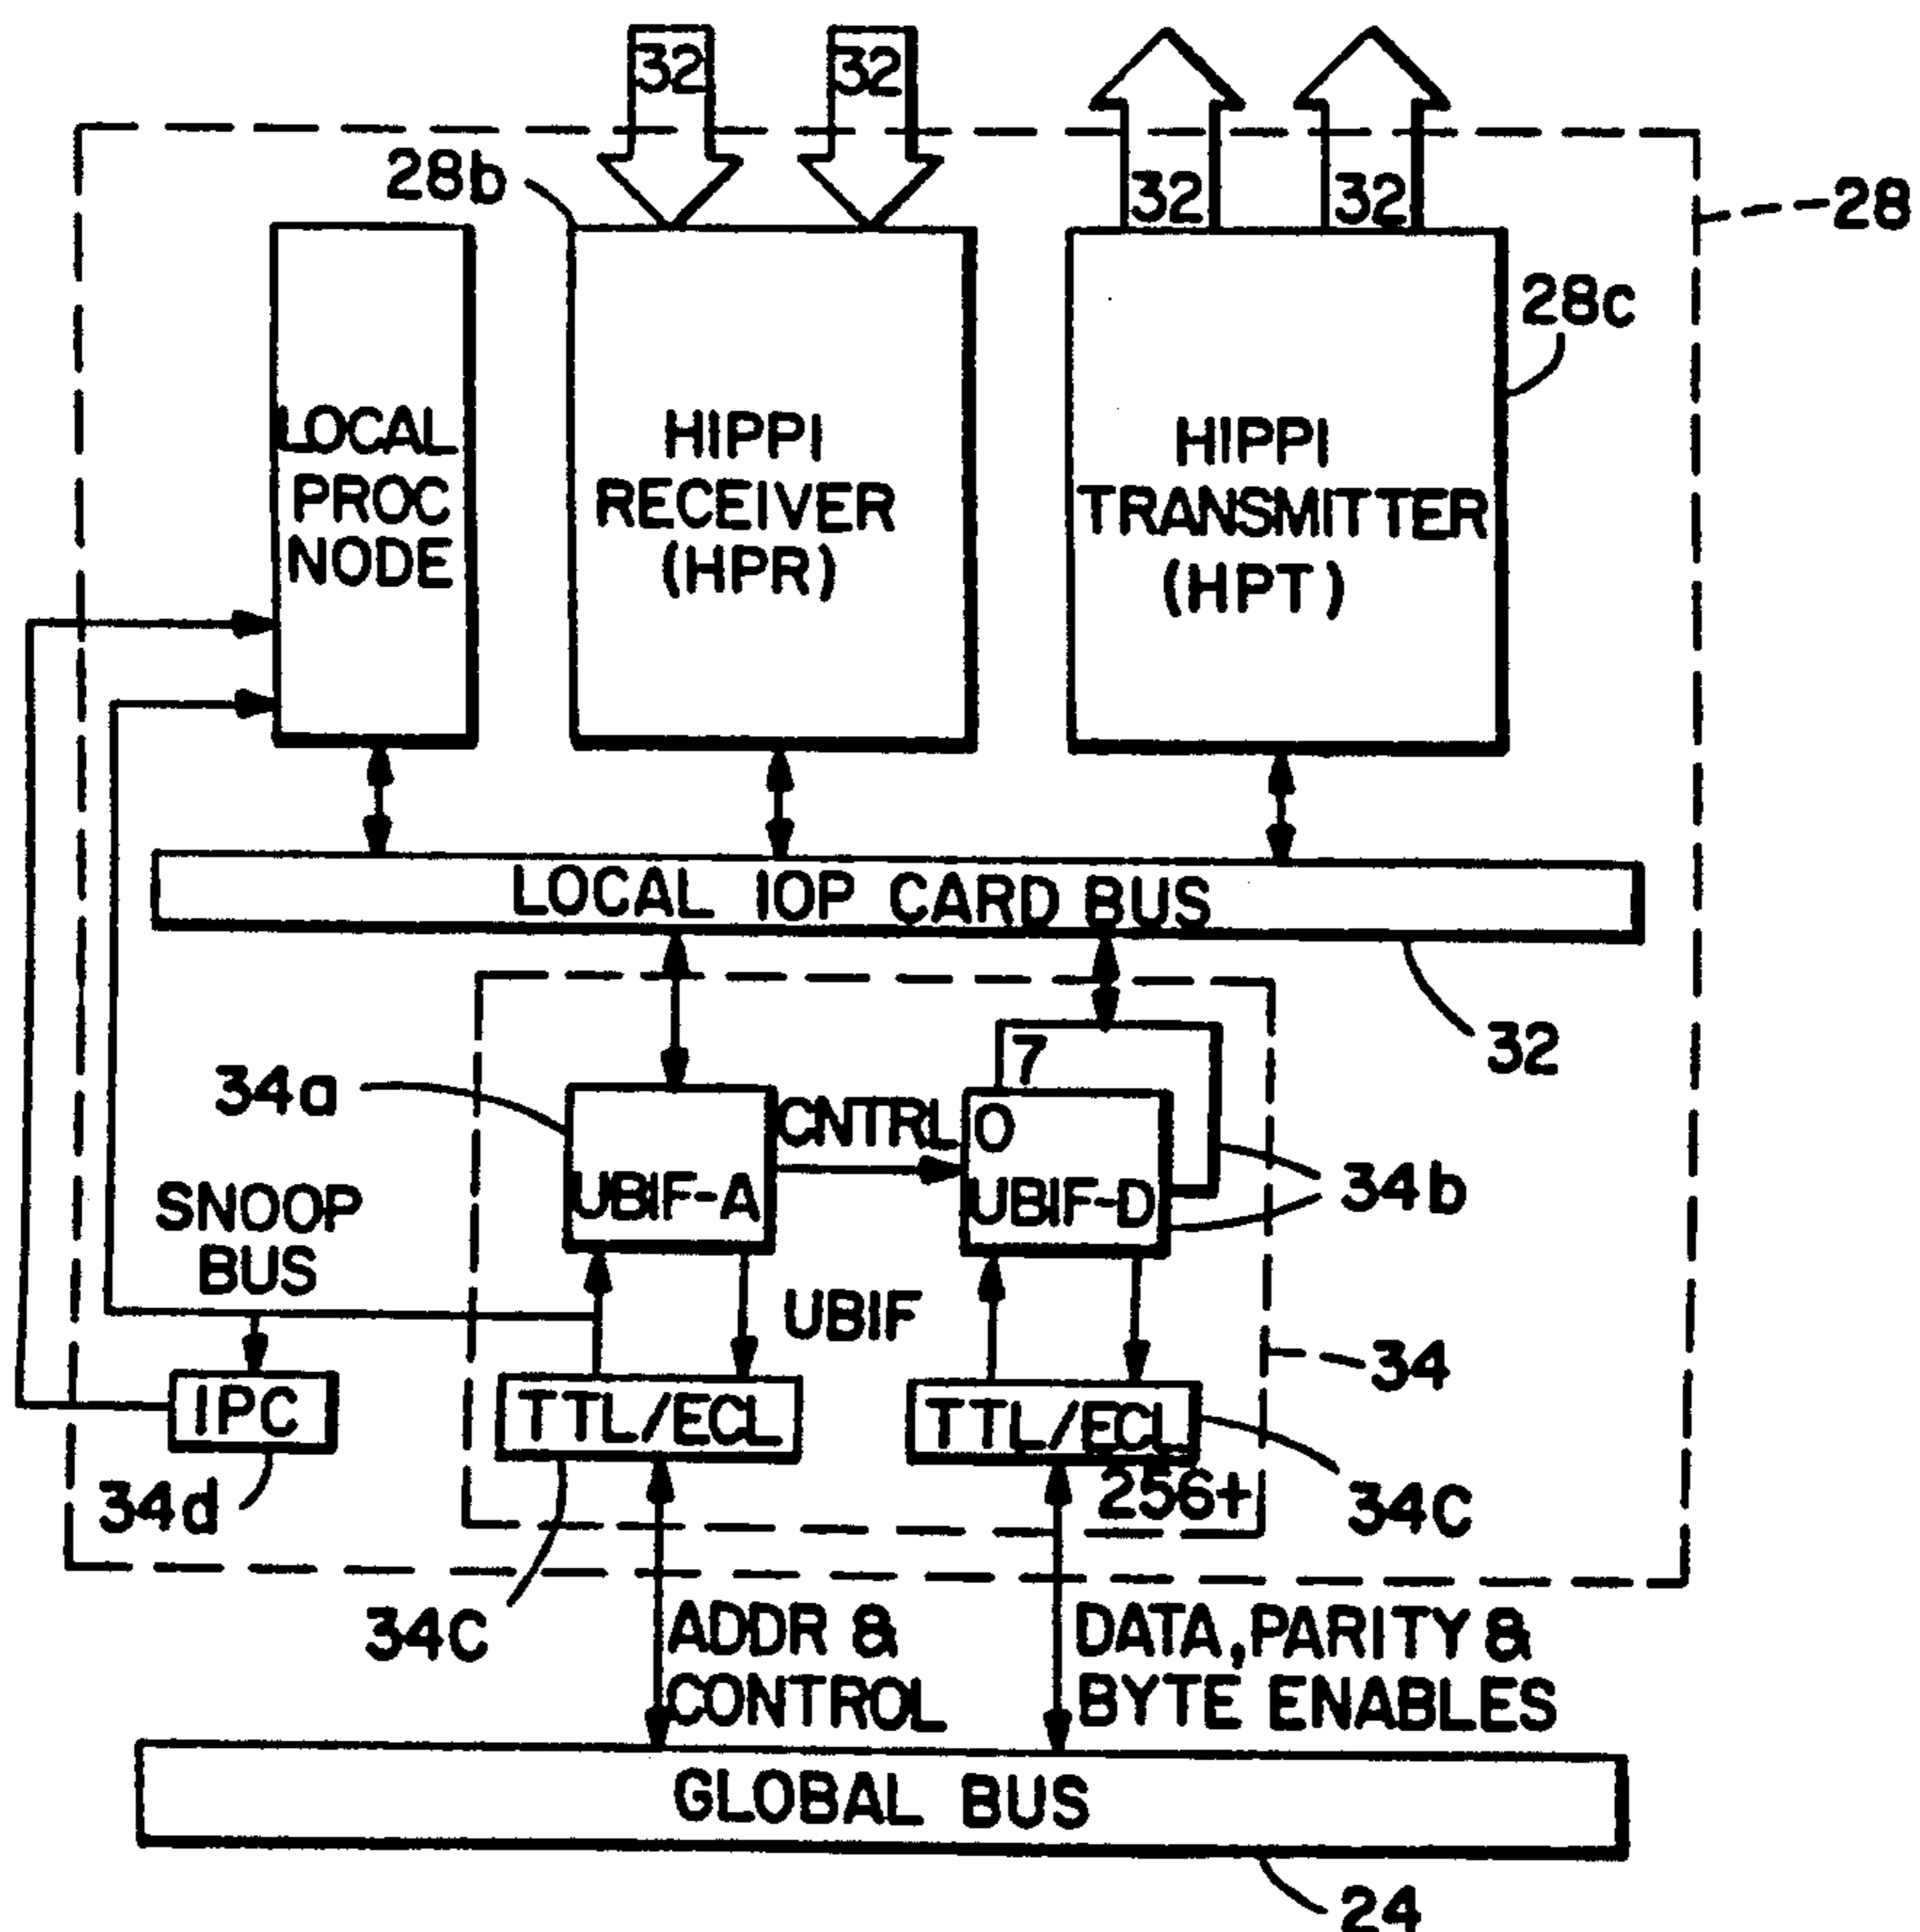 32
32
32
32
28b
28
28c
LOCAL
PROC
NODE
HIPPI
RECEIVER
(HPR)
HIPPI
TRANSMITTER
(HPT)
LOCAL IOP CARD BUS
32
34a
7
CNTRL
0
UBIF-A
UBIF-D
34b
SNOOP
BUS
UBIF
34
IPC
TTL/ECL
TTL/ECL
256+
34d
34C
34C
ADDR &
CONTROL
DATA, PARITY &
BYTE ENABLES
GLOBAL BUS
24